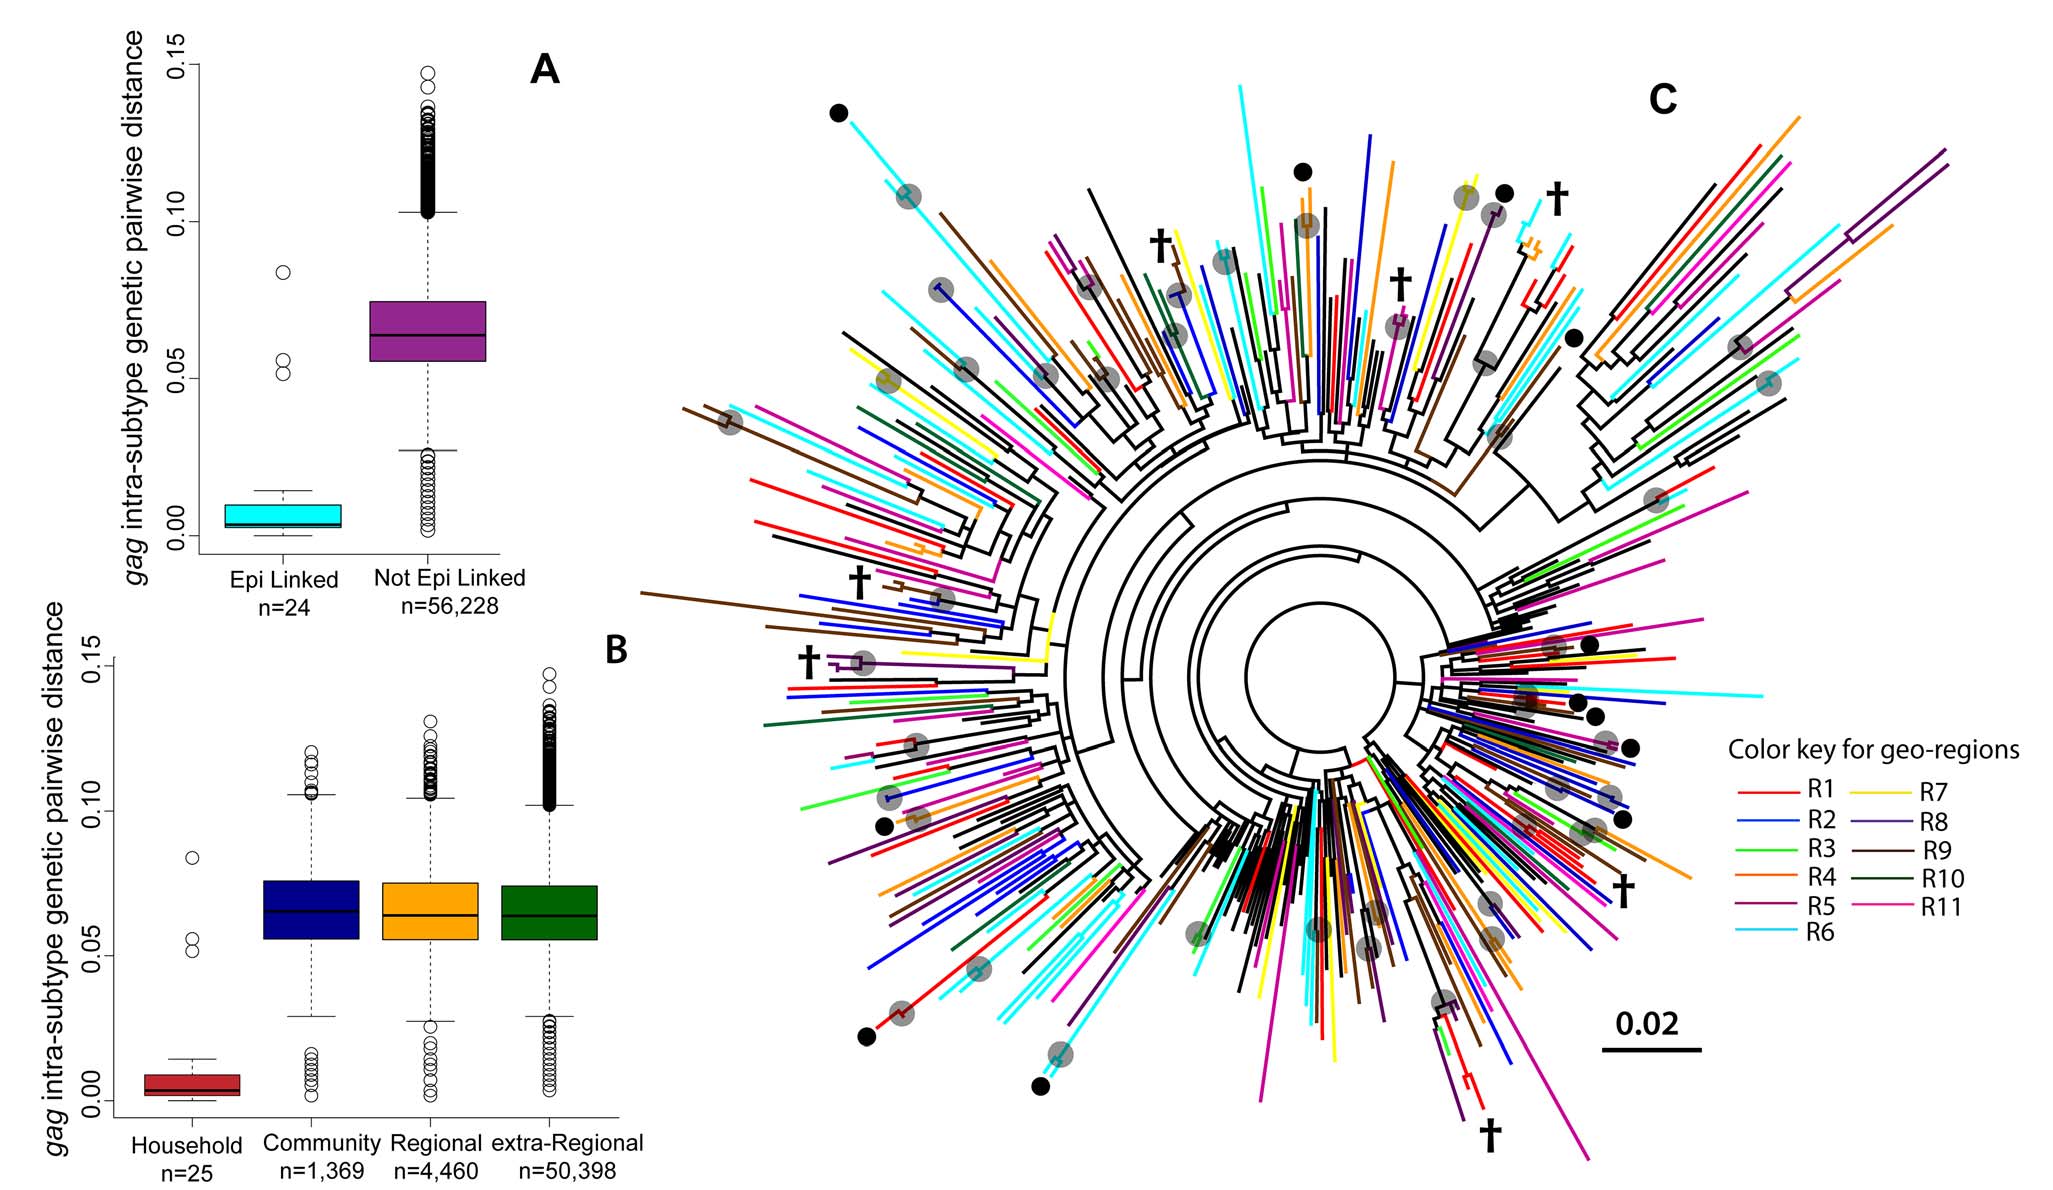 A
gag intra-subtype genetic pairwise distance
0.15
0.10
0.05
0.00
Epi Linked
n=24
Not Epi Linked
n=56,228
B
gag intra-subtype genetic pairwise distance
0.15
0.10
0.05
0.00
Household
n=25
Community
n=1,369
Regional
n=4,460
extra-Regional
n=50,398
C
†
†
†
†
†
†
†
0.02
Color key for geo-regions
R1
R2
R3
R4
R5
R6
R7
R8
R9
R10
R11